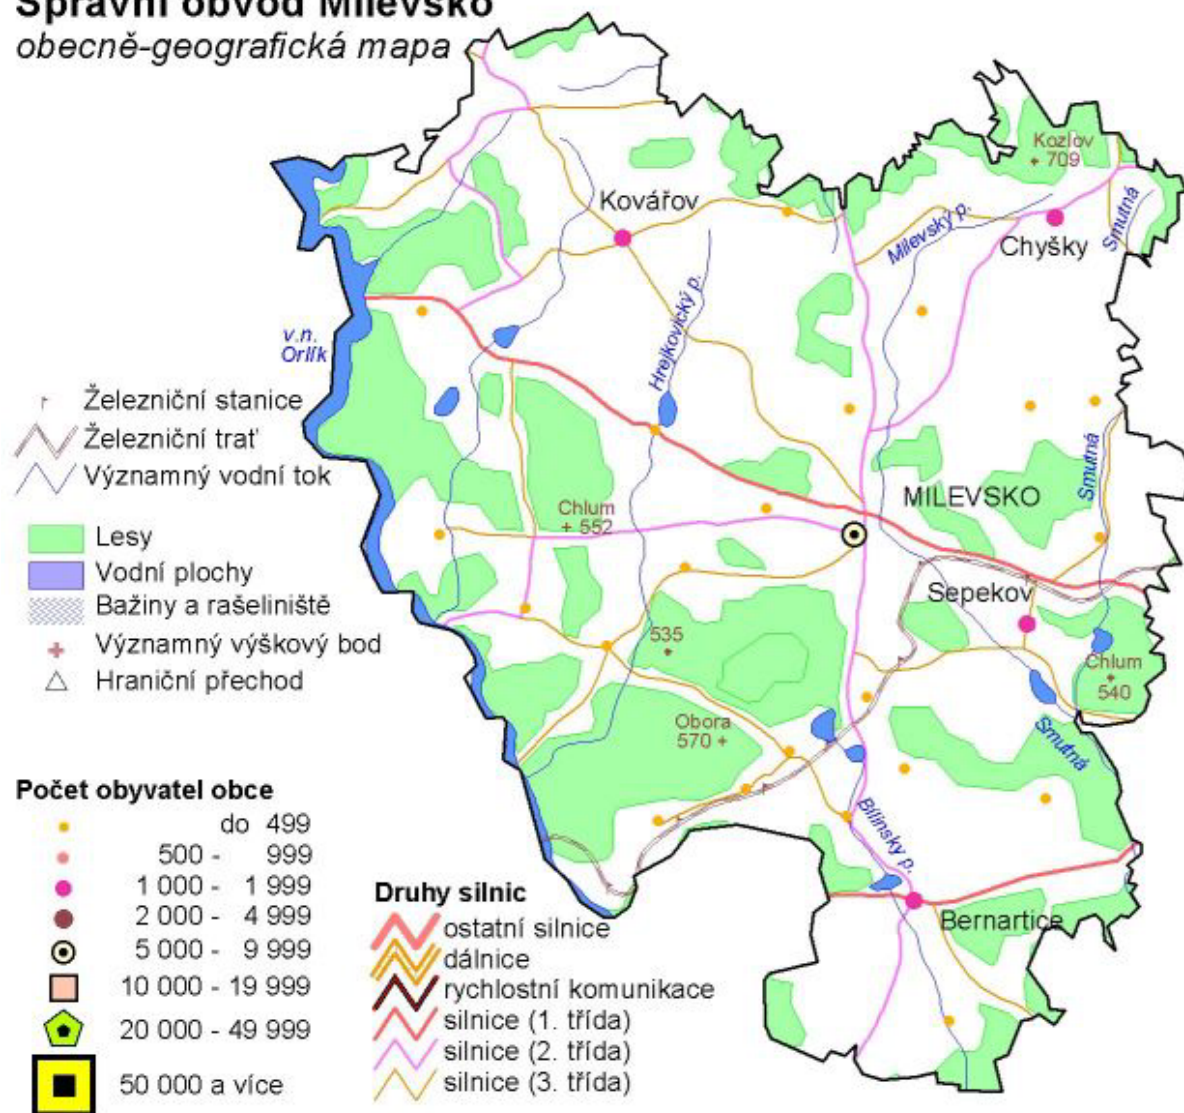 Správní obvod Milevsko
obecně-geografická mapa
Kozlov
+ 709
Kovářov
Milevský p.
Chyšky
Smutná
v.n.
Orlík
Hrejkovický p.
Železniční stanice
Železniční trať
Významný vodní tok
Smutná
MILEVSKO
Chlum
+ 552
Lesy
Vodní plochy
Bažiny a rašeliniště
Významný výškový bod
Hraniční přechod
Sepekov
535
Chlum
540
Obora
570 +
Smutná
Počet obyvatel obce
do 499
500 - 999
1 000 - 1 999
2 000 - 4 999
5 000 - 9 999
10 000 - 19 999
20 000 - 49 999
50 000 a více
Bílinský p.
Bernartice
Druhy silnic
ostatní silnice
dálnice
rychlostní komunikace
silnice (1. třída)
silnice (2. třída)
silnice (3. třída)